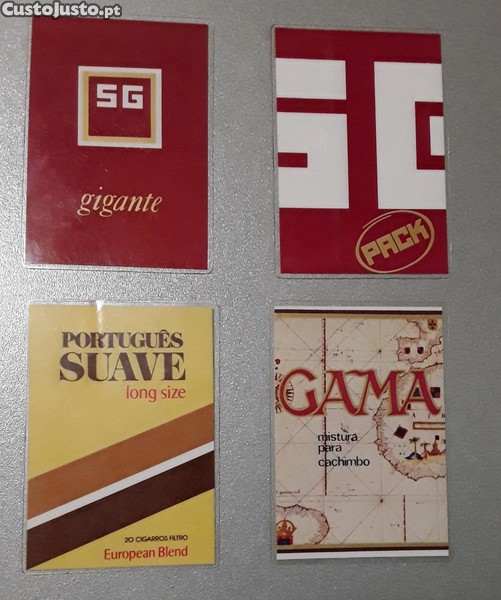 CustoJusto.pt
SG
gigante
SG
PACK
PORTUGUÊS
SUAVE
long size
20 CIGARROS FILTRO
European Blend
GAMA
mistura
para
cachimbo